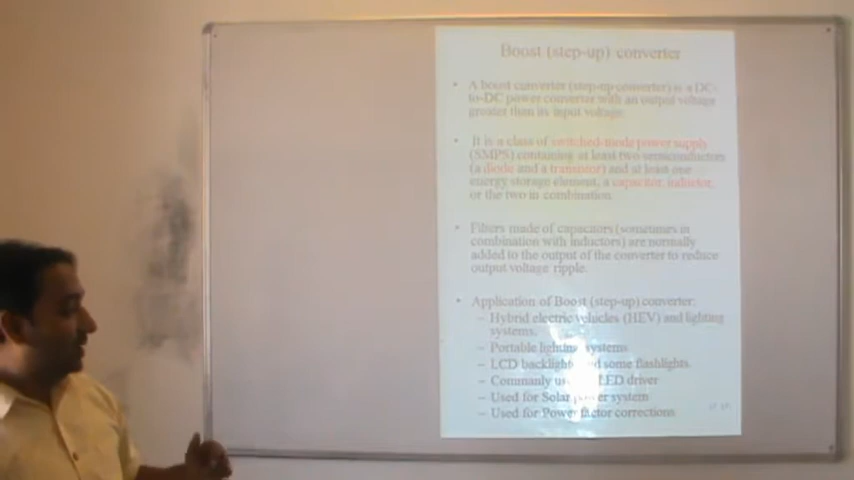 Boost (step-up) converter
• A boost converter (step-up converter) is a DC-
to-DC power converter with an output voltage
greater than its input voltage.
• It is a class of switched-mode power supply
(SMPS) containing at least two semiconductors
(a diode and a transistor) and at least one
energy storage element, a capacitor, inductor,
or the two in combination.
• Filters made of capacitors (sometimes in
combination with inductors) are normally
added to the output of the converter to reduce
output voltage ripple.
• Application of Boost (step-up) converter:
– Hybrid electric vehicles (HEV) and lighting
systems.
– Portable lighting systems
– LCD backlights and some flashlights.
– Commonly LED driver
– Used for Solar power system
– Used for Power factor corrections